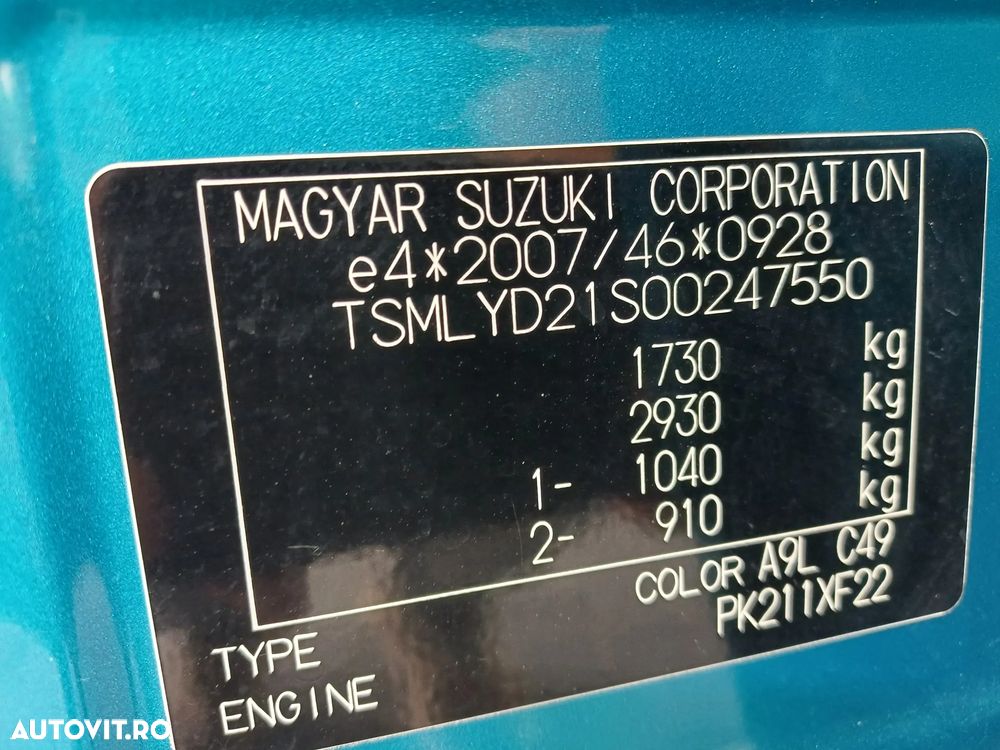 MAGYAR SUZUKI CORPORATION
e4*2007/46*0928
TSMLYD21S00247550
1730 kg
2930 kg
1- 1040 kg
2- 910 kg
COLOR A9L C49
TYPE PK211XF22
ENGINE
AUTOVIT.RO